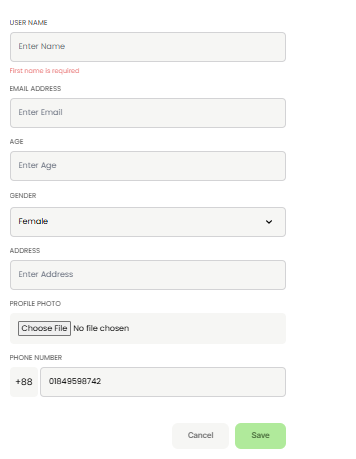 USER NAME
Enter Name
First name is required
EMAIL ADDRESS
Enter Email
AGE
Enter Age
GENDER
Female
ADDRESS
Enter Address
PROFILE PHOTO
Choose File No file chosen
PHONE NUMBER
+88 01849598742
Cancel Save